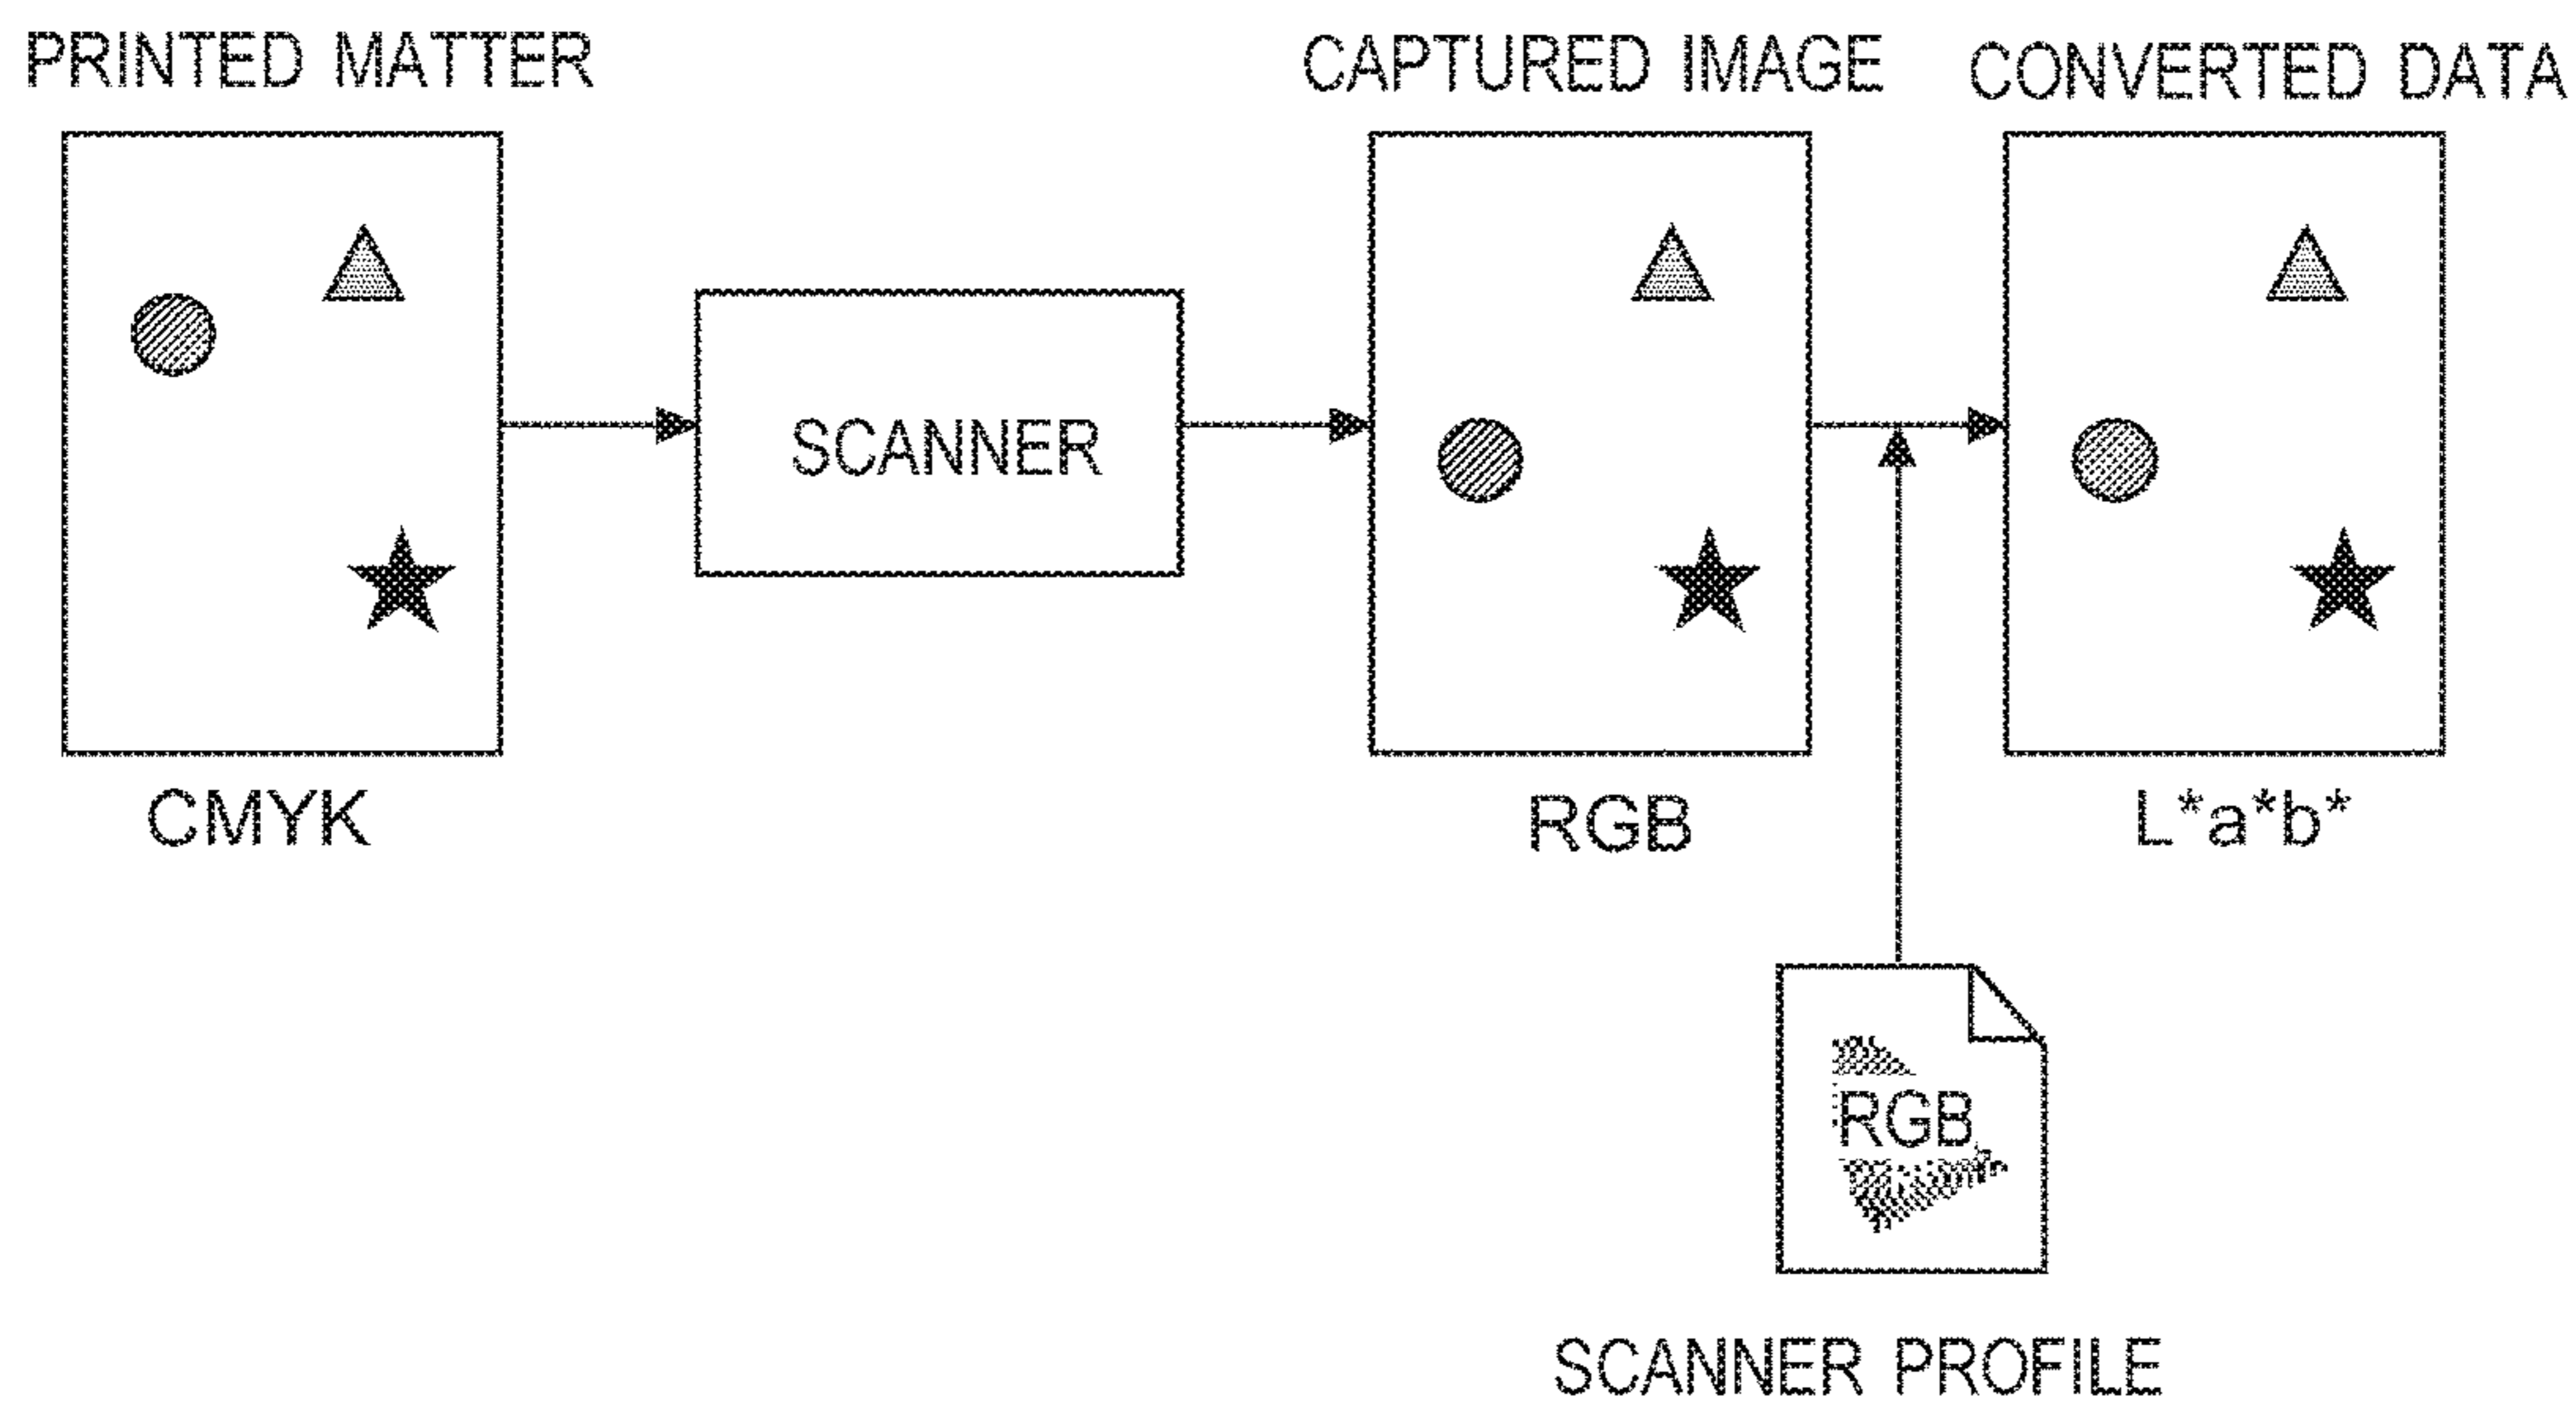 PRINTED MATTER
CAPTURED IMAGE
CONVERTED DATA
SCANNER
CMYK
RGB
L*a*b*
RGB
SCANNER PROFILE